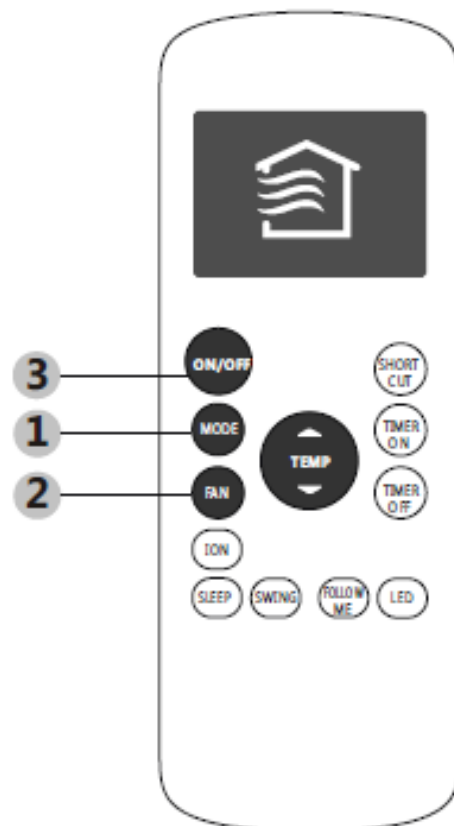 3
ON/OFF
SHORT
CUT
1
MODE
TIMER
ON
TEMP
2
FAN
TIMER
OFF
ION
SLEEP
SWING
FOLLOW
ME
LED